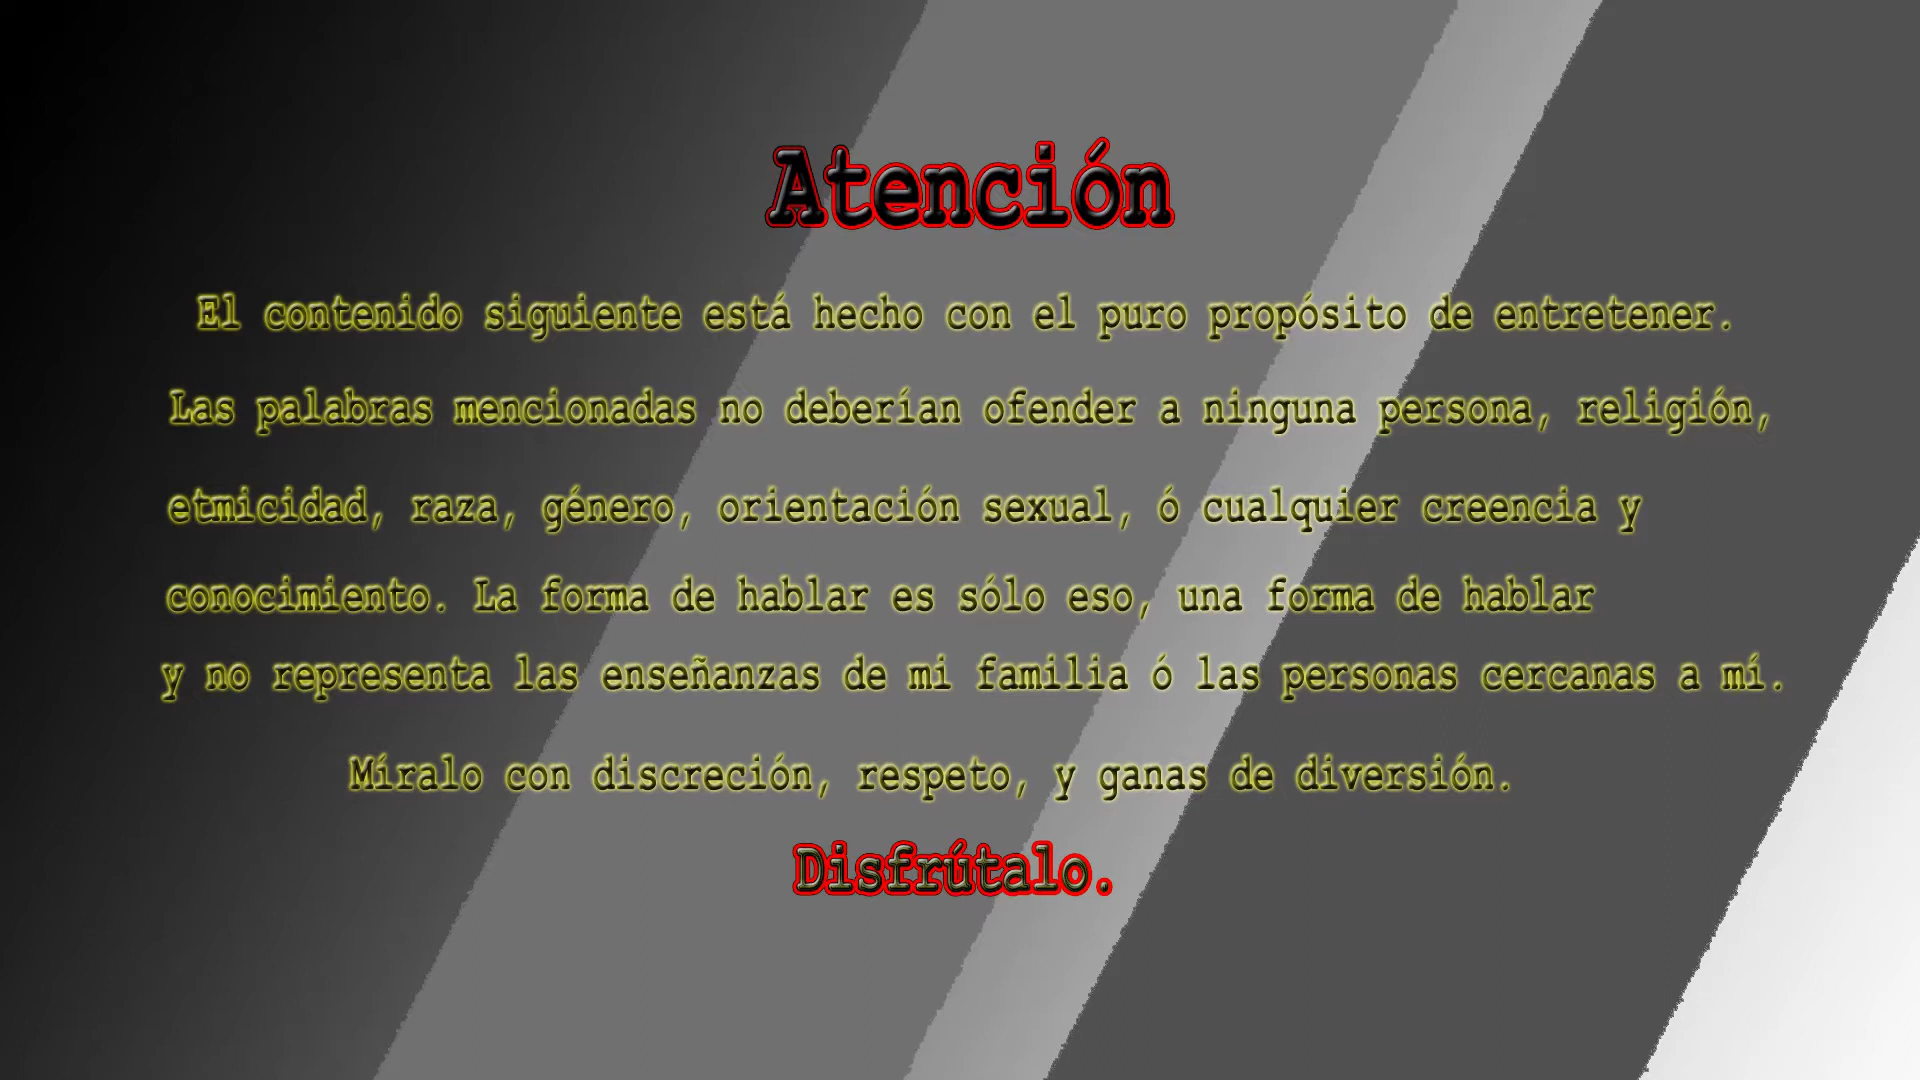 Atención
El contenido siguiente está hecho con el puro propósito de entretener.
Las palabras mencionadas no deberían ofender a ninguna persona, religión,
etmicidad, raza, género, orientación sexual, ó cualquier creencia y
conocimiento. La forma de hablar es sólo eso, una forma de hablar
y no representa las enseñanzas de mi familia ó las personas cercanas a mí.
Míralo con discreción, respeto, y ganas de diversión.
Disfrútalo.